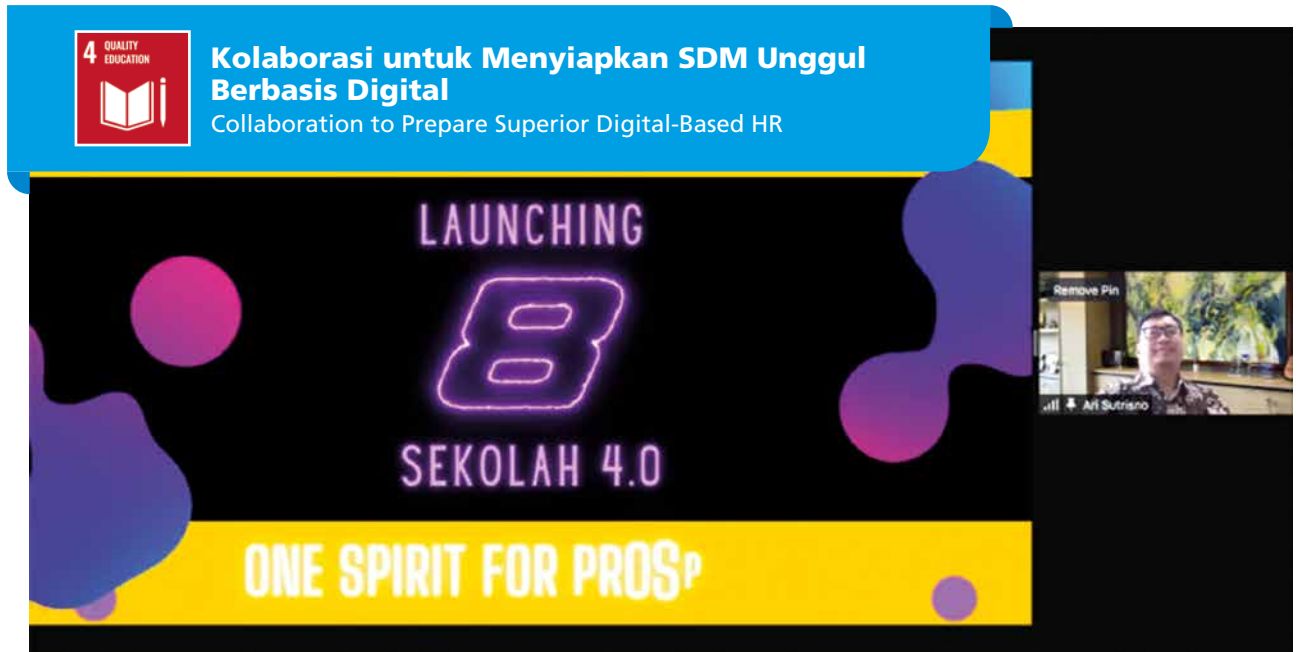 4 QUALITY
EDUCATION
Kolaborasi untuk Menyiapkan SDM Unggul
Berbasis Digital
Collaboration to Prepare Superior Digital-Based HR
LAUNCHING
8
SEKOLAH 4.0
ONE SPIRIT FOR PROSP
Remove Pin
Ari Sutrisno